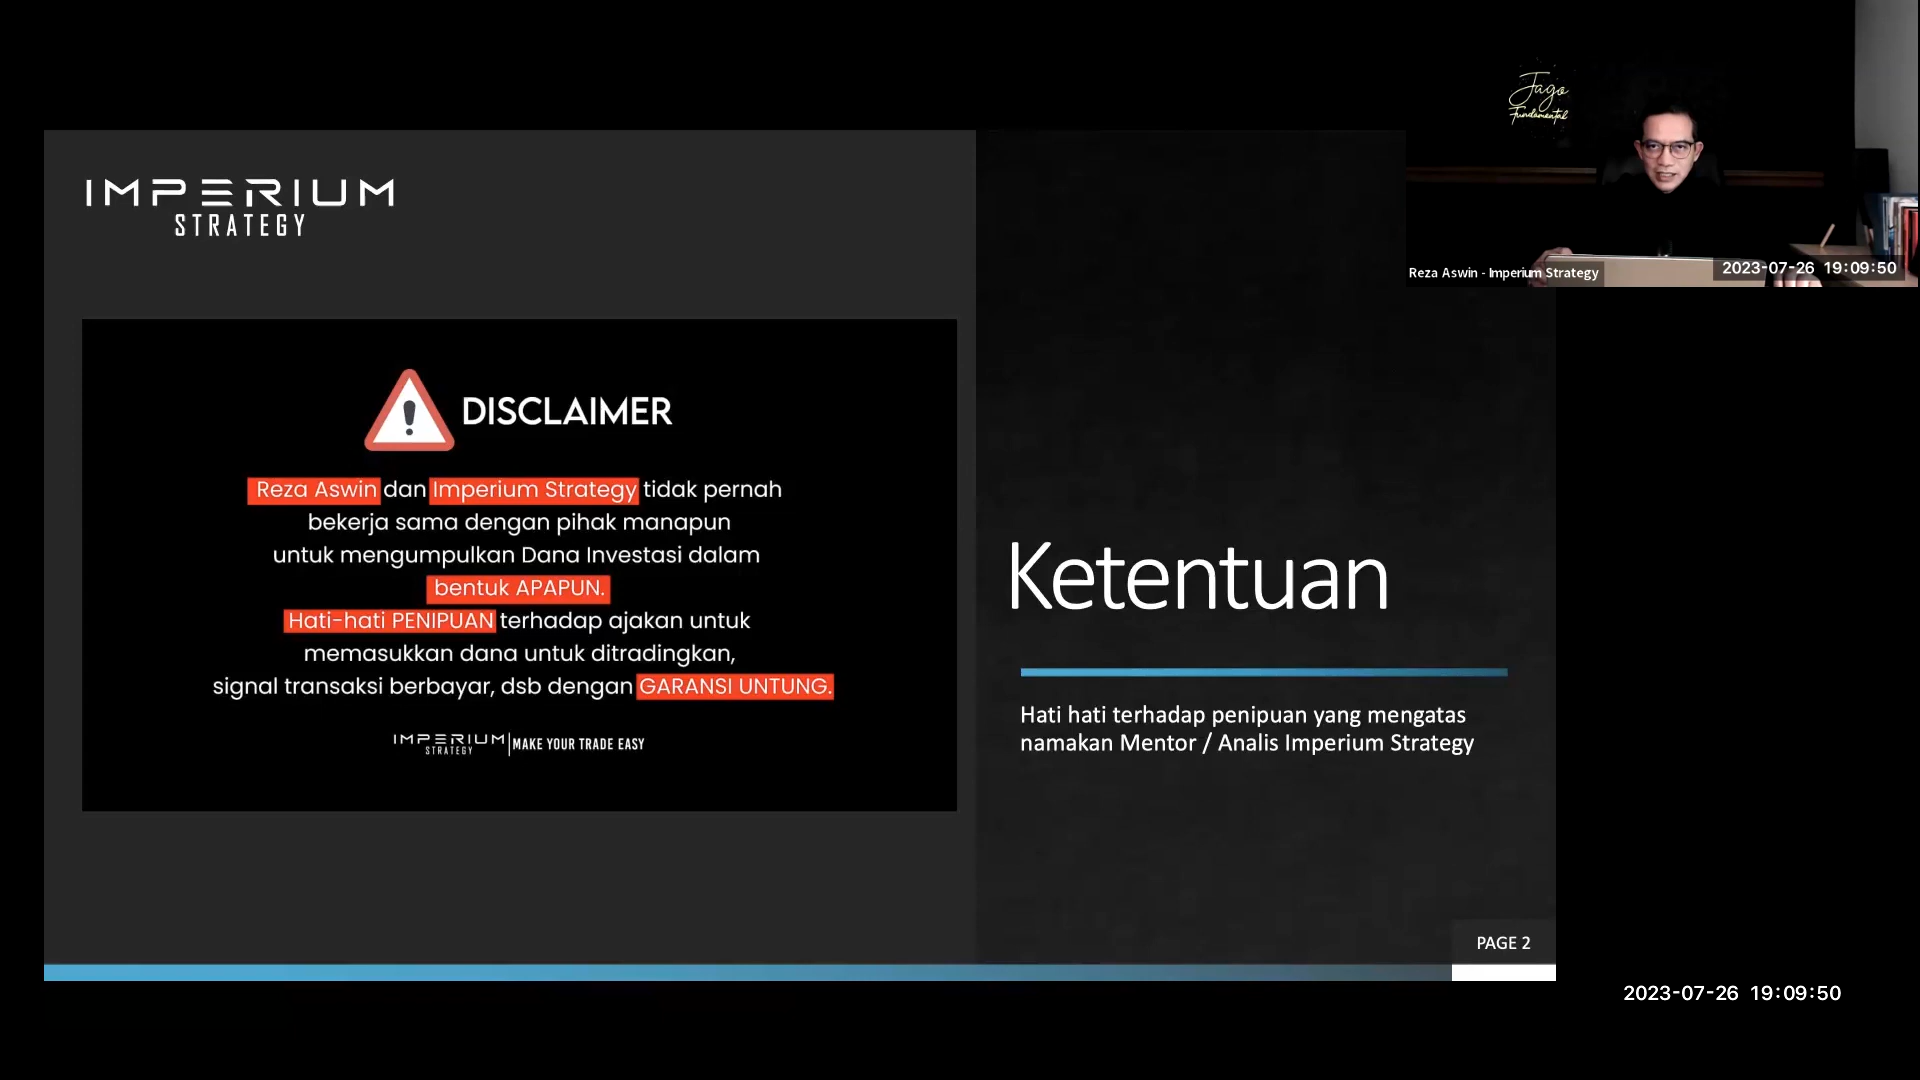 IMPERIUM
STRATEGY
DISCLAIMER
Reza Aswin dan Imperium Strategy tidak pernah
bekerja sama dengan pihak manapun
untuk mengumpulkan Dana Investasi dalam
bentuk APAPUN.
Hati-hati PENIPUAN terhadap ajakan untuk
memasukkan dana untuk ditradingkan,
signal transaksi berbayar, dsb dengan GARANSI UNTUNG.
IMPERIUM
STRATEGY
MAKE YOUR TRADE EASY
Ketentuan
Hati hati terhadap penipuan yang mengatas
namakan Mentor / Analis Imperium Strategy
PAGE 2
Jago
Fundamental
Reza Aswin - Imperium Strategy
2023-07-26 19:09:50
2023-07-26 19:09:50